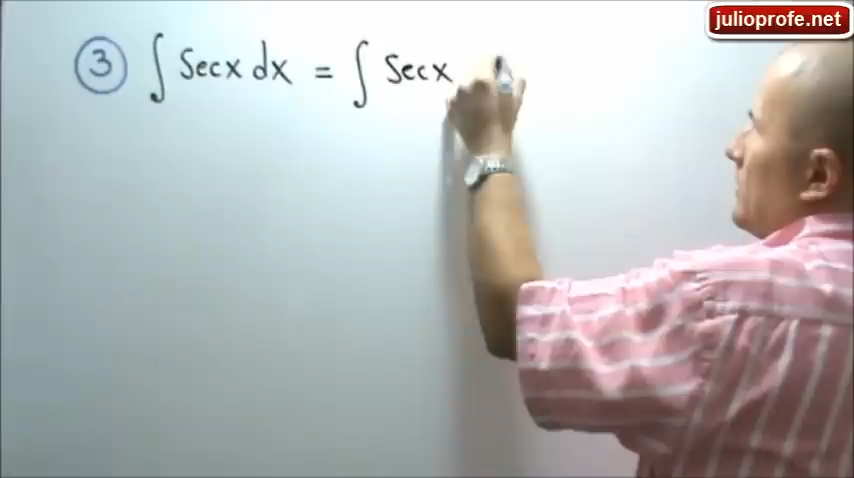 julioprofe.net
3 ∫ Secx dx = ∫ Secx